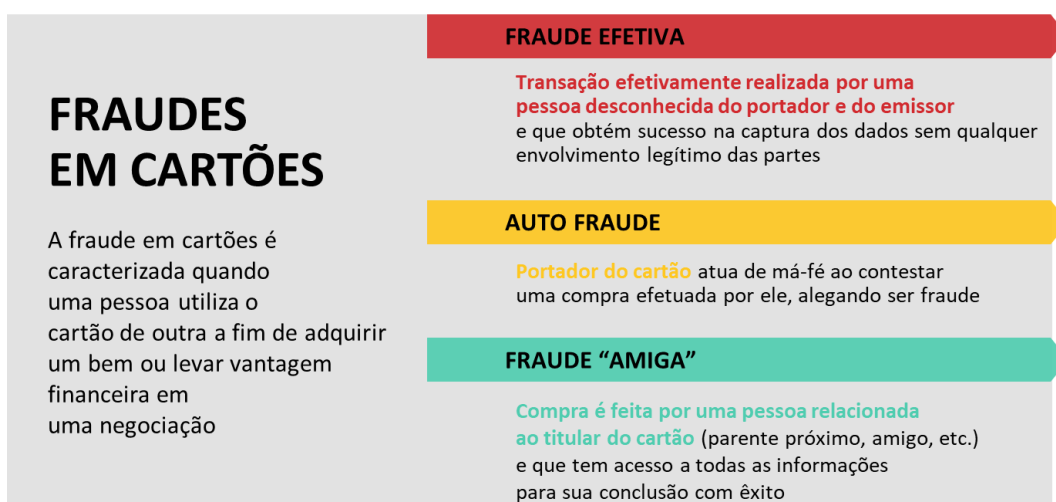 FRAUDES
EM CARTÕES
A fraude em cartões é
caracterizada quando
uma pessoa utiliza o
cartão de outra a fim de adquirir
um bem ou levar vantagem
financeira em
uma negociação
FRAUDE EFETIVA
Transação efetivamente realizada por uma
pessoa desconhecida do portador e do emissor
e que obtém sucesso na captura dos dados sem qualquer
envolvimento legítimo das partes
AUTO FRAUDE
Portador do cartão atua de má-fé ao contestar
uma compra efetuada por ele, alegando ser fraude
FRAUDE “AMIGA”
Compra é feita por uma pessoa relacionada
ao titular do cartão (parente próximo, amigo, etc.)
e que tem acesso a todas as informações
para sua conclusão com êxito